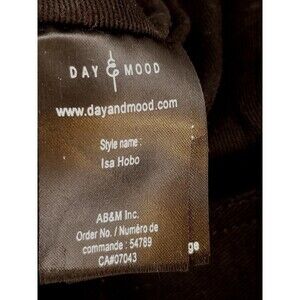 DAY & MOOD
www.dayandmood.com
Style name :
Isa Hobo
AB&M Inc.
Order No. / Numéro de
commande : 54789
CA#07043
ge